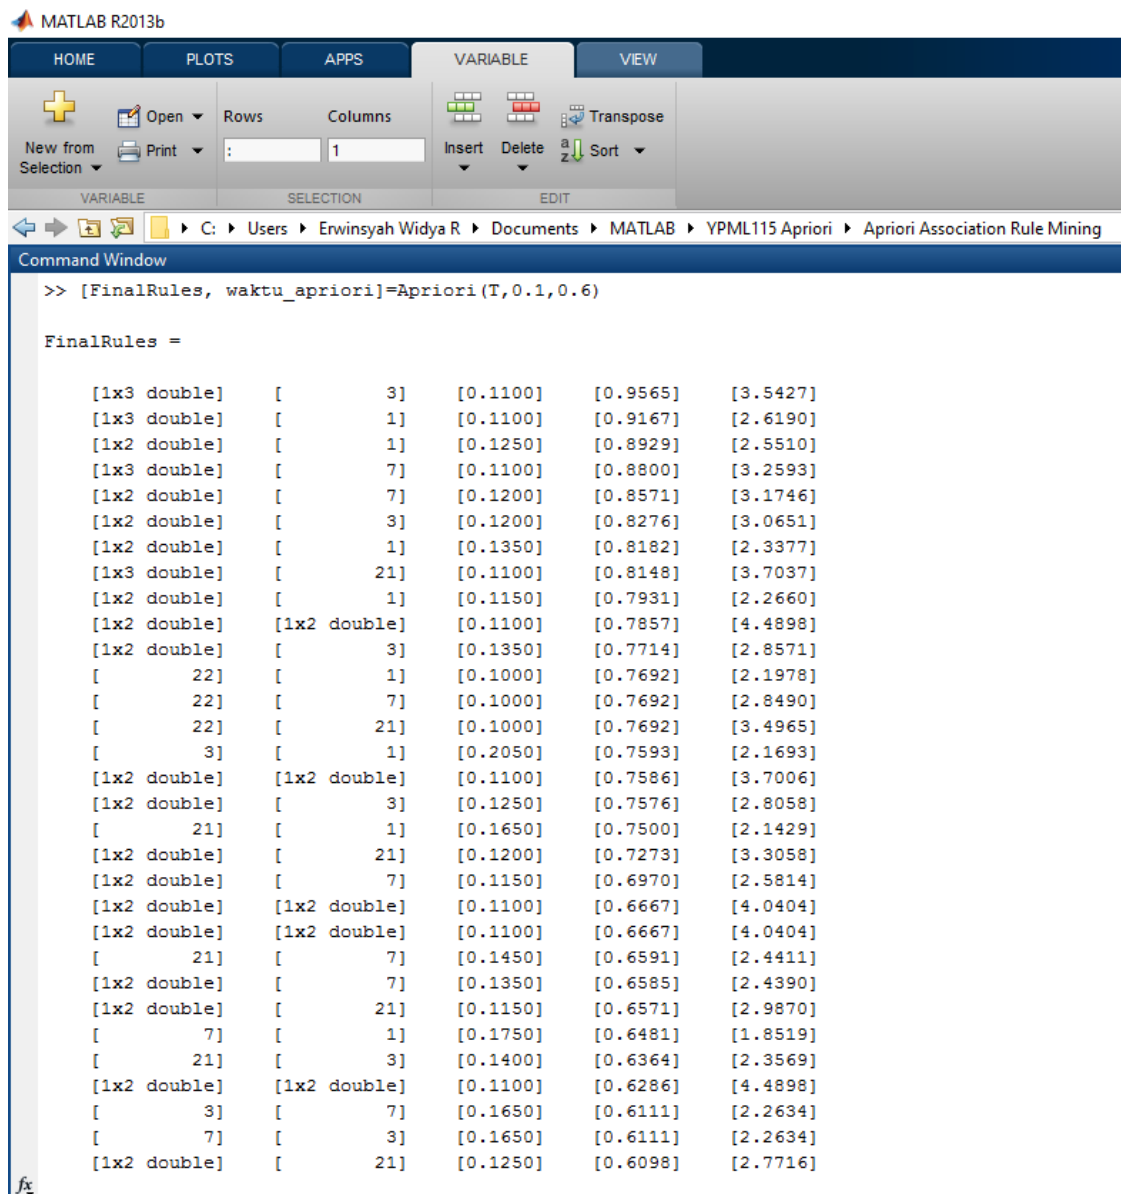 MATLAB R2013b
HOME PLOTS APPS VARIABLE VIEW
New from Selection Open Print Rows Columns : 1 Insert Delete Transpose Sort
VARIABLE SELECTION EDIT
C: Users Erwinsyah Widya R Documents MATLAB YPML115 Apriori Apriori Association Rule Mining
Command Window
>> [FinalRules, waktu_apriori]=Apriori(T,0.1,0.6)
FinalRules =
[1x3 double] [ 3] [0.1100] [0.9565] [3.5427]
[1x3 double] [ 1] [0.1100] [0.9167] [2.6190]
[1x2 double] [ 1] [0.1250] [0.8929] [2.5510]
[1x3 double] [ 7] [0.1100] [0.8800] [3.2593]
[1x2 double] [ 7] [0.1200] [0.8571] [3.1746]
[1x2 double] [ 3] [0.1200] [0.8276] [3.0651]
[1x2 double] [ 1] [0.1350] [0.8182] [2.3377]
[1x3 double] [ 21] [0.1100] [0.8148] [3.7037]
[1x2 double] [ 1] [0.1150] [0.7931] [2.2660]
[1x2 double] [1x2 double] [0.1100] [0.7857] [4.4898]
[1x2 double] [ 3] [0.1350] [0.7714] [2.8571]
[ 22] [ 1] [0.1000] [0.7692] [2.1978]
[ 22] [ 7] [0.1000] [0.7692] [2.8490]
[ 22] [ 21] [0.1000] [0.7692] [3.4965]
[ 3] [ 1] [0.2050] [0.7593] [2.1693]
[1x2 double] [1x2 double] [0.1100] [0.7586] [3.7006]
[1x2 double] [ 3] [0.1250] [0.7576] [2.8058]
[ 21] [ 1] [0.1650] [0.7500] [2.1429]
[1x2 double] [ 21] [0.1200] [0.7273] [3.3058]
[1x2 double] [ 7] [0.1150] [0.6970] [2.5814]
[1x2 double] [1x2 double] [0.1100] [0.6667] [4.0404]
[1x2 double] [1x2 double] [0.1100] [0.6667] [4.0404]
[ 21] [ 7] [0.1450] [0.6591] [2.4411]
[1x2 double] [ 7] [0.1350] [0.6585] [2.4390]
[1x2 double] [ 21] [0.1150] [0.6571] [2.9870]
[ 7] [ 1] [0.1750] [0.6481] [1.8519]
[ 21] [ 3] [0.1400] [0.6364] [2.3569]
[1x2 double] [1x2 double] [0.1100] [0.6286] [4.4898]
[ 3] [ 7] [0.1650] [0.6111] [2.2634]
[ 7] [ 3] [0.1650] [0.6111] [2.2634]
[1x2 double] [ 21] [0.1250] [0.6098] [2.7716]
fx